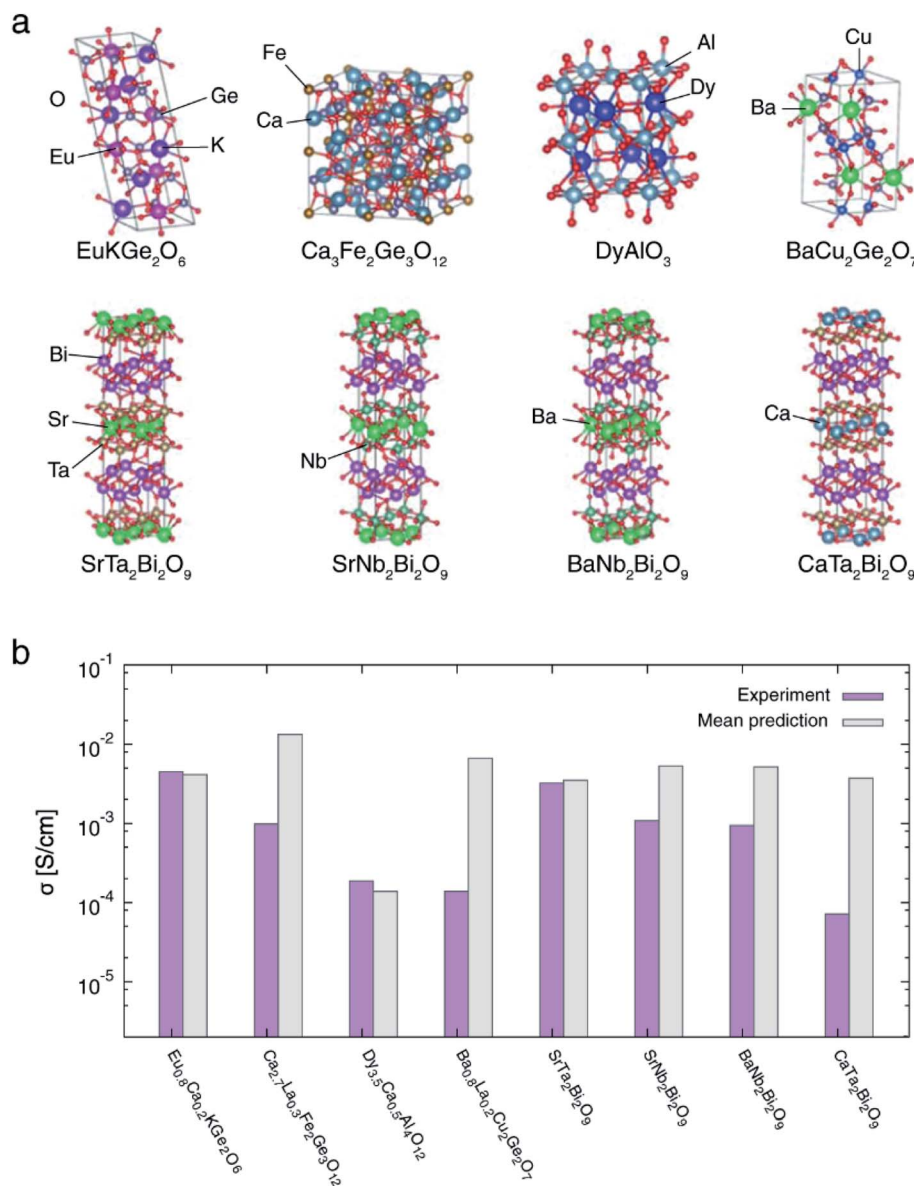 a
Fe
Al
Cu
O
Ge
Ca
Dy
Ba
Eu
K
EuKGe₂O₆
Ca₃Fe₂Ge₃O₁₂
DyAlO₃
BaCu₂Ge₂O₇
Bi
Sr
Ba
Ca
Ta
Nb
SrTa₂Bi₂O₉
SrNb₂Bi₂O₉
BaNb₂Bi₂O₉
CaTa₂Bi₂O₉
b
10⁻¹
Experiment
Mean prediction
10⁻²
10⁻³
σ [S/cm]
10⁻⁴
10⁻⁵
Eu₀.₈Ca₀.₂KGe₂O₆
Ca₂.₇La₀.₃Fe₂Ge₃O₁₂
Dy₃.₅Ca₀.₅Al₄O₁₂
Ba₀.₈La₀.₂Cu₂Ge₂O₇
SrTa₂Bi₂O₉
SrNb₂Bi₂O₉
BaNb₂Bi₂O₉
CaTa₂Bi₂O₉